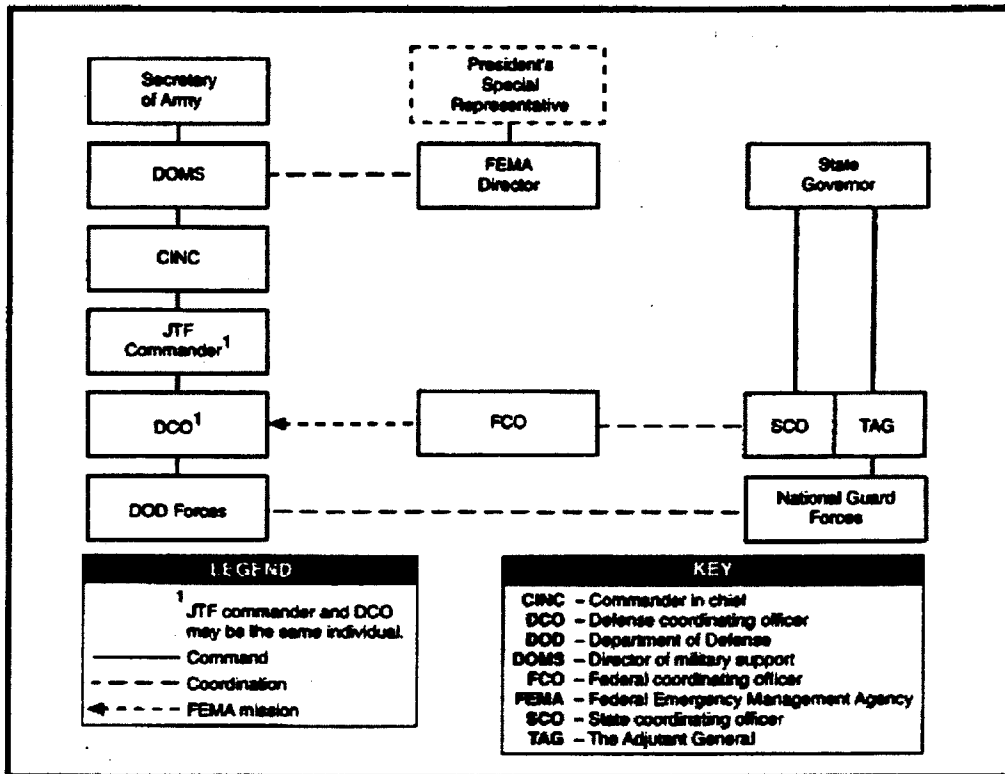 Secretary
of Army
President's
Special
Representative
DOMS
FEMA
Director
State
Governor
CINC
JTF
Commander¹
DCO¹
FCO
SCO
TAG
DOD Forces
National Guard
Forces
LEGEND
¹ JTF commander and DCO
may be the same individual.
Command
Coordination
FEMA mission
KEY
CINC – Commander in chief
DCO – Defense coordinating officer
DOD – Department of Defense
DOMS – Director of military support
FCO – Federal coordinating officer
FEMA – Federal Emergency Management Agency
SCO – State coordinating officer
TAG – The Adjutant General